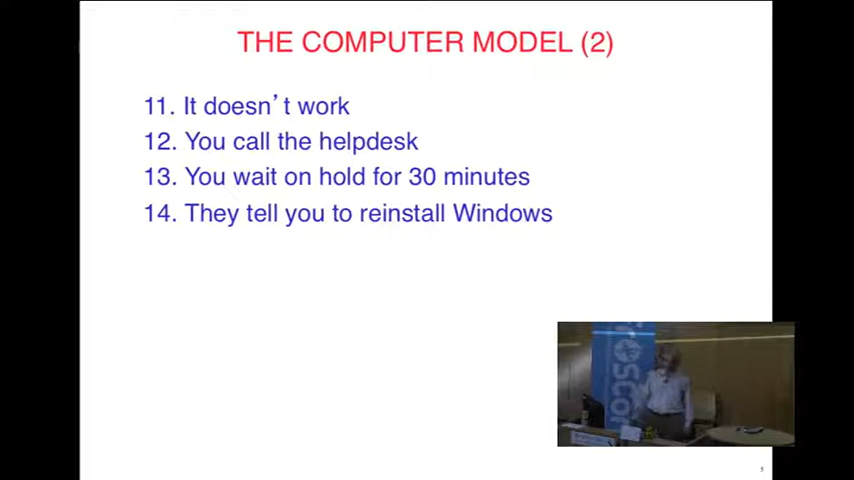 THE COMPUTER MODEL (2)
11. It doesn't work
12. You call the helpdesk
13. You wait on hold for 30 minutes
14. They tell you to reinstall Windows
5